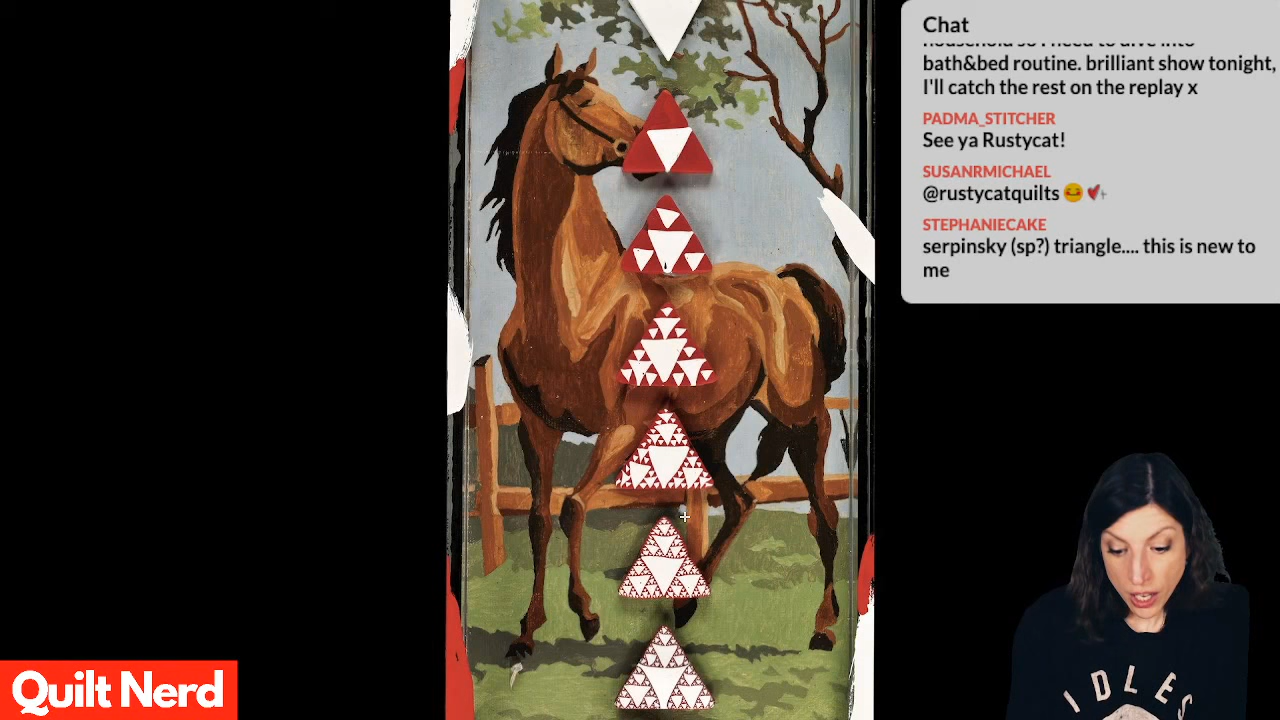 Chat
bath&bed routine. brilliant show tonight,
I'll catch the rest on the replay x
PADMA_STITCHER
See ya Rustycat!
SUSANRMICHAEL
@rustycatquilts 😆💕
STEPHANIECAKE
serpinsky (sp?) triangle.... this is new to
me
IDLES
Quilt Nerd